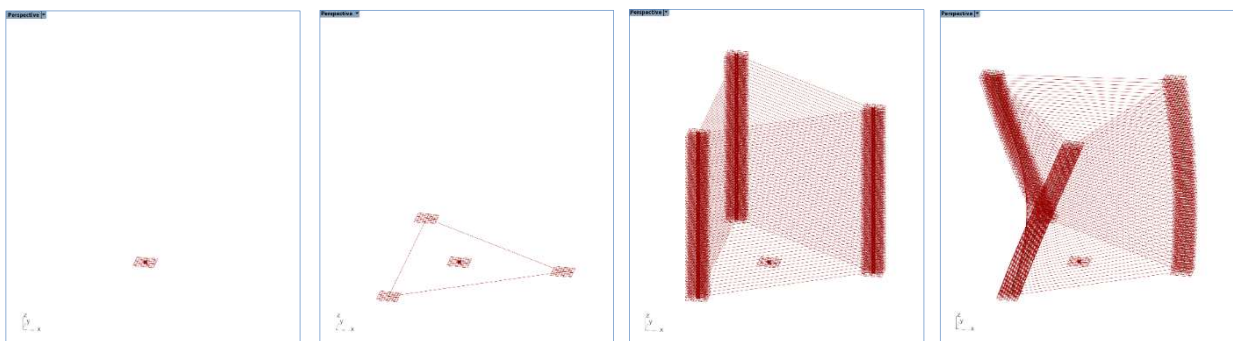 Perspective |▾
Perspective ▾
Perspective |▾
Perspective |▾
z
y
x
z
y
x
z
y
x
z
y
x